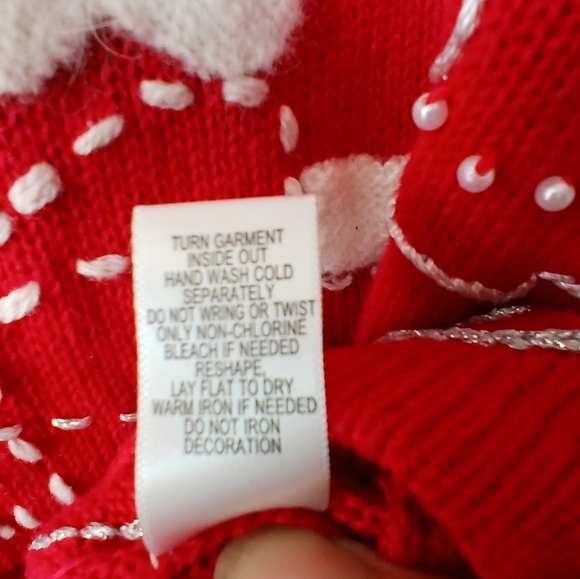 TURN GARMENT
INSIDE OUT
HAND WASH COLD
SEPARATELY
DO NOT WRING OR TWIST
ONLY NON-CHLORINE
BLEACH IF NEEDED
RESHAPE,
LAY FLAT TO DRY
WARM IRON IF NEEDED
DO NOT IRON
DECORATION